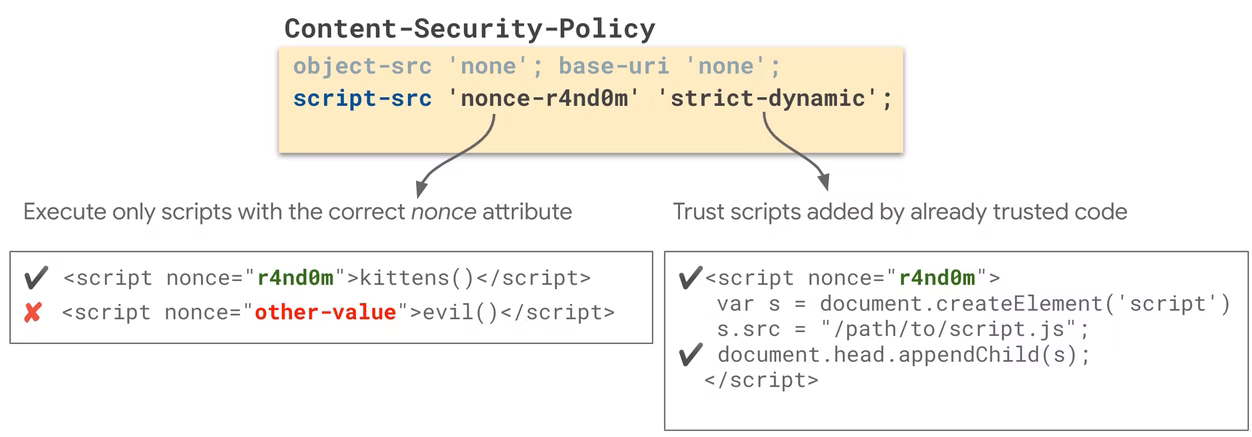 Content-Security-Policy
object-src 'none'; base-uri 'none';
script-src 'nonce-r4nd0m' 'strict-dynamic';
Execute only scripts with the correct nonce attribute
✔ <script nonce="r4nd0m">kittens()</script>
✘ <script nonce="other-value">evil()</script>
Trust scripts added by already trusted code
✔<script nonce="r4nd0m">
var s = document.createElement('script')
s.src = "/path/to/script.js";
✔ document.head.appendChild(s);
</script>